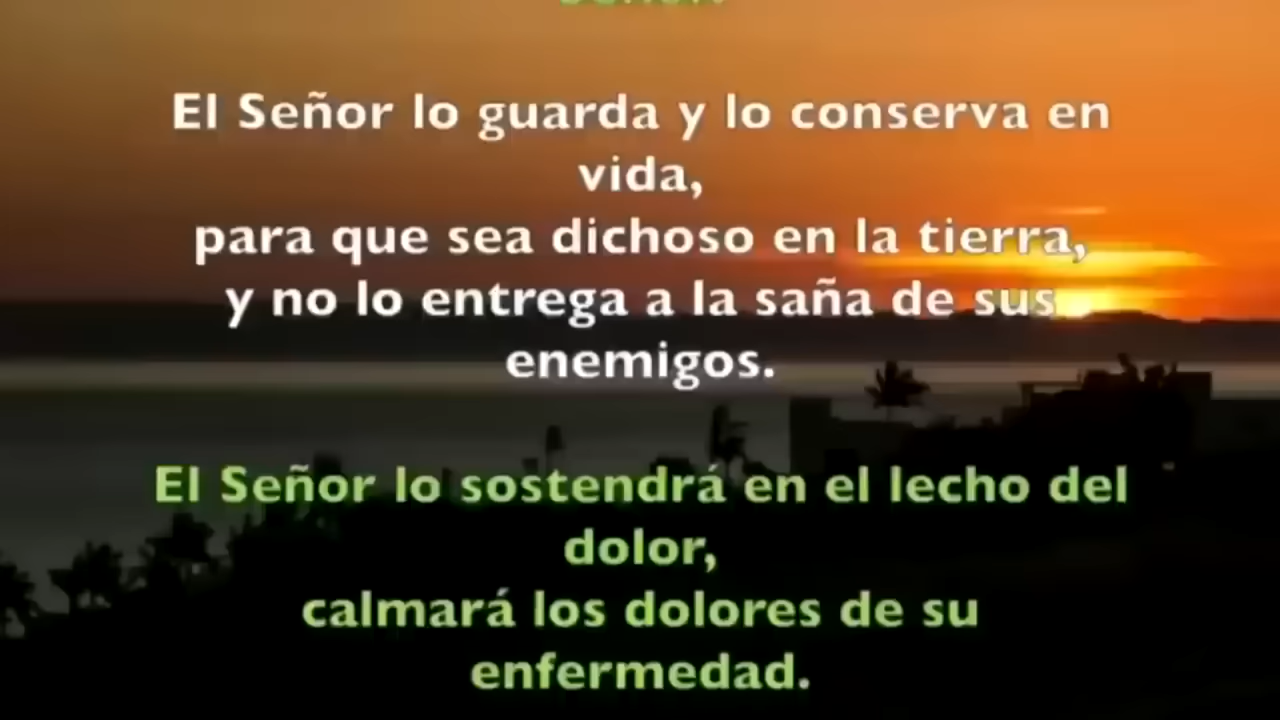 El Señor lo guarda y lo conserva en
vida,
para que sea dichoso en la tierra,
y no lo entrega a la saña de sus
enemigos.
El Señor lo sostendrá en el lecho del
dolor,
calmará los dolores de su
enfermedad.